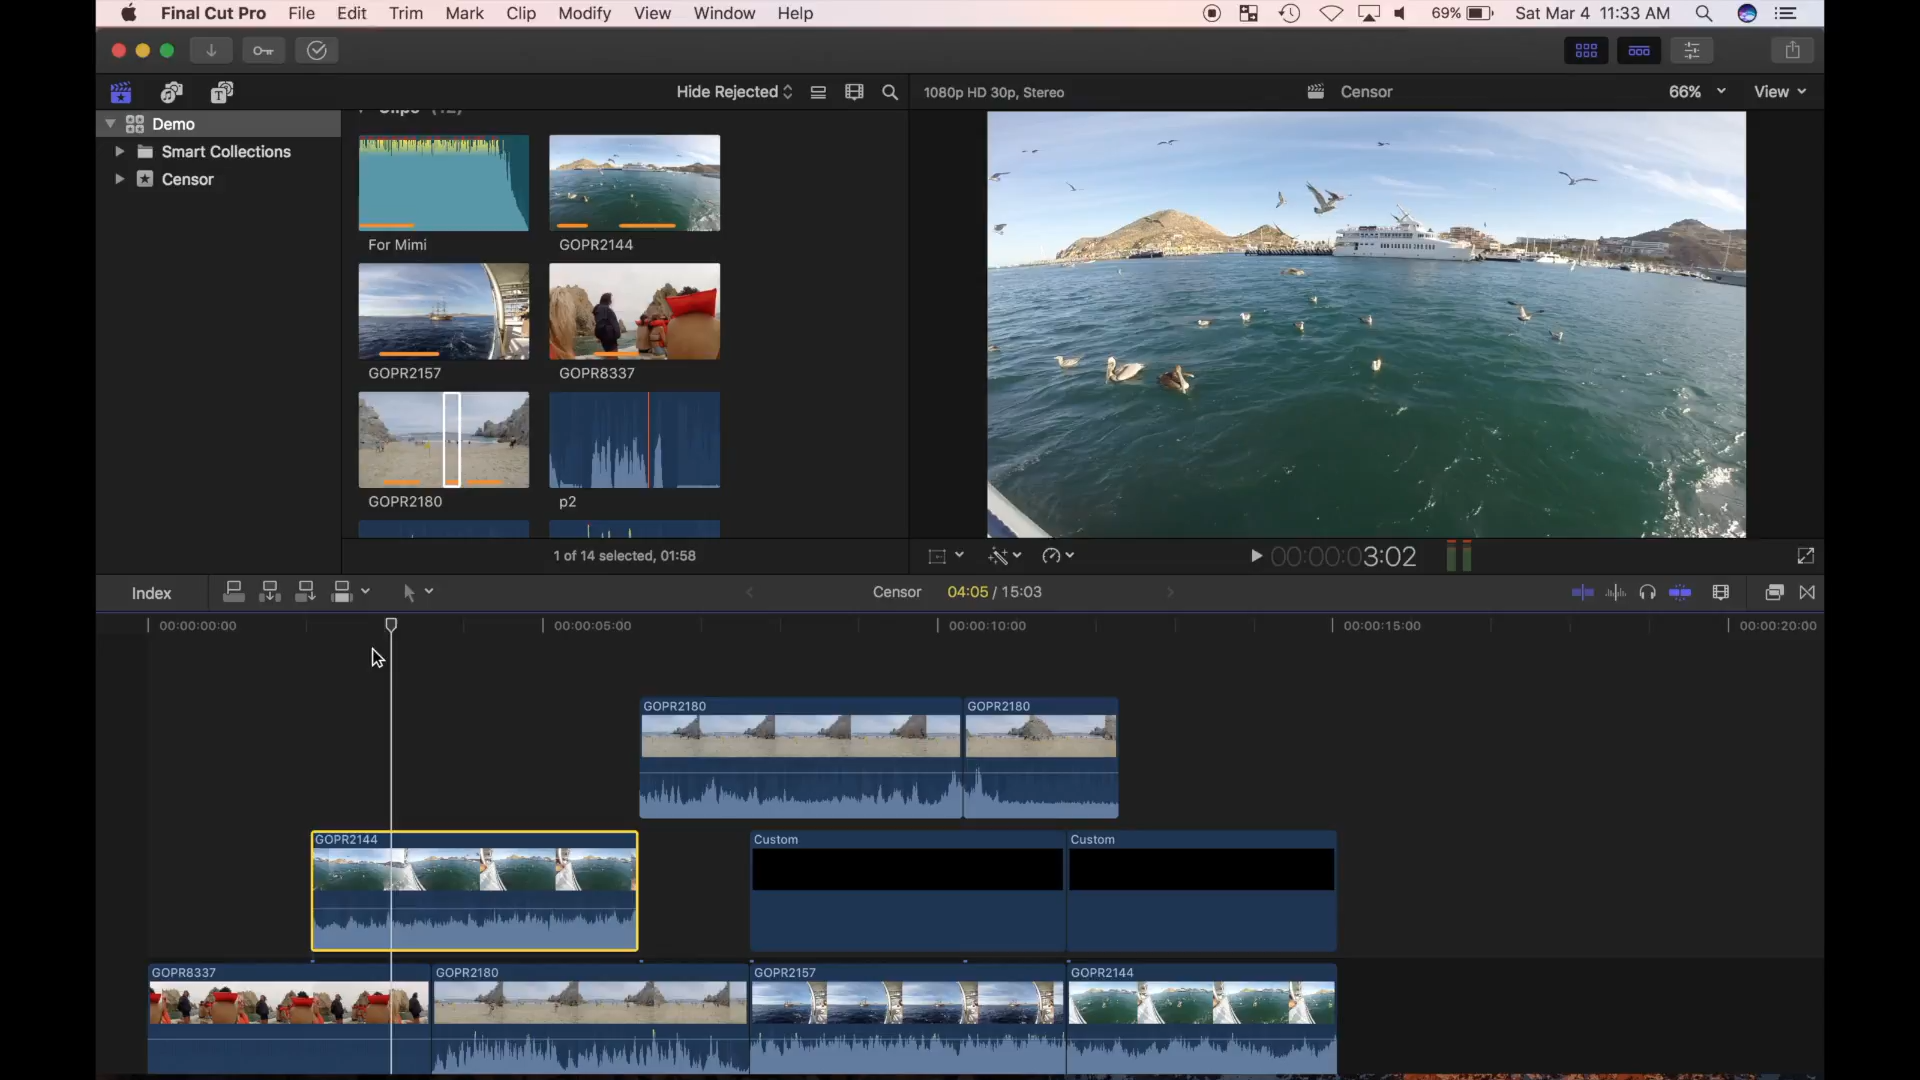 Final Cut Pro File Edit Trim Mark Clip Modify View Window Help 69% Sat Mar 4 11:33 AM
Hide Rejected 1080p HD 30p, Stereo Censor 66% View
Demo
Smart Collections
Censor
For Mimi GOPR2144
GOPR2157 GOPR8337
GOPR2180 p2
1 of 14 selected, 01:58 00:00:03:02
Index Censor 04:05 / 15:03
00:00:00:00 00:00:05:00 00:00:10:00 00:00:15:00 00:00:20:00
GOPR2180 GOPR2180
GOPR2144 Custom Custom
GOPR8337 GOPR2180 GOPR2157 GOPR2144